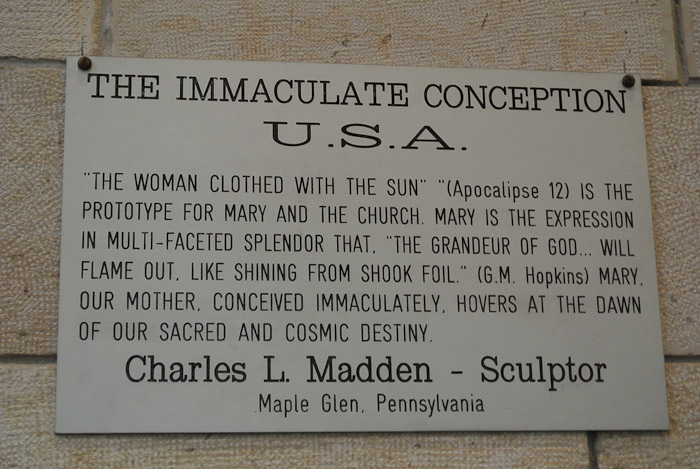 THE IMMACULATE CONCEPTION
U.S.A.
"THE WOMAN CLOTHED WITH THE SUN" "(Apocalipse 12) IS THE
PROTOTYPE FOR MARY AND THE CHURCH. MARY IS THE EXPRESSION
IN MULTI-FACETED SPLENDOR THAT, "THE GRANDEUR OF GOD... WILL
FLAME OUT, LIKE SHINING FROM SHOOK FOIL." (G.M. Hopkins) MARY,
OUR MOTHER, CONCEIVED IMMACULATELY, HOVERS AT THE DAWN
OF OUR SACRED AND COSMIC DESTINY.
Charles L. Madden - Sculptor
Maple Glen, Pennsylvania